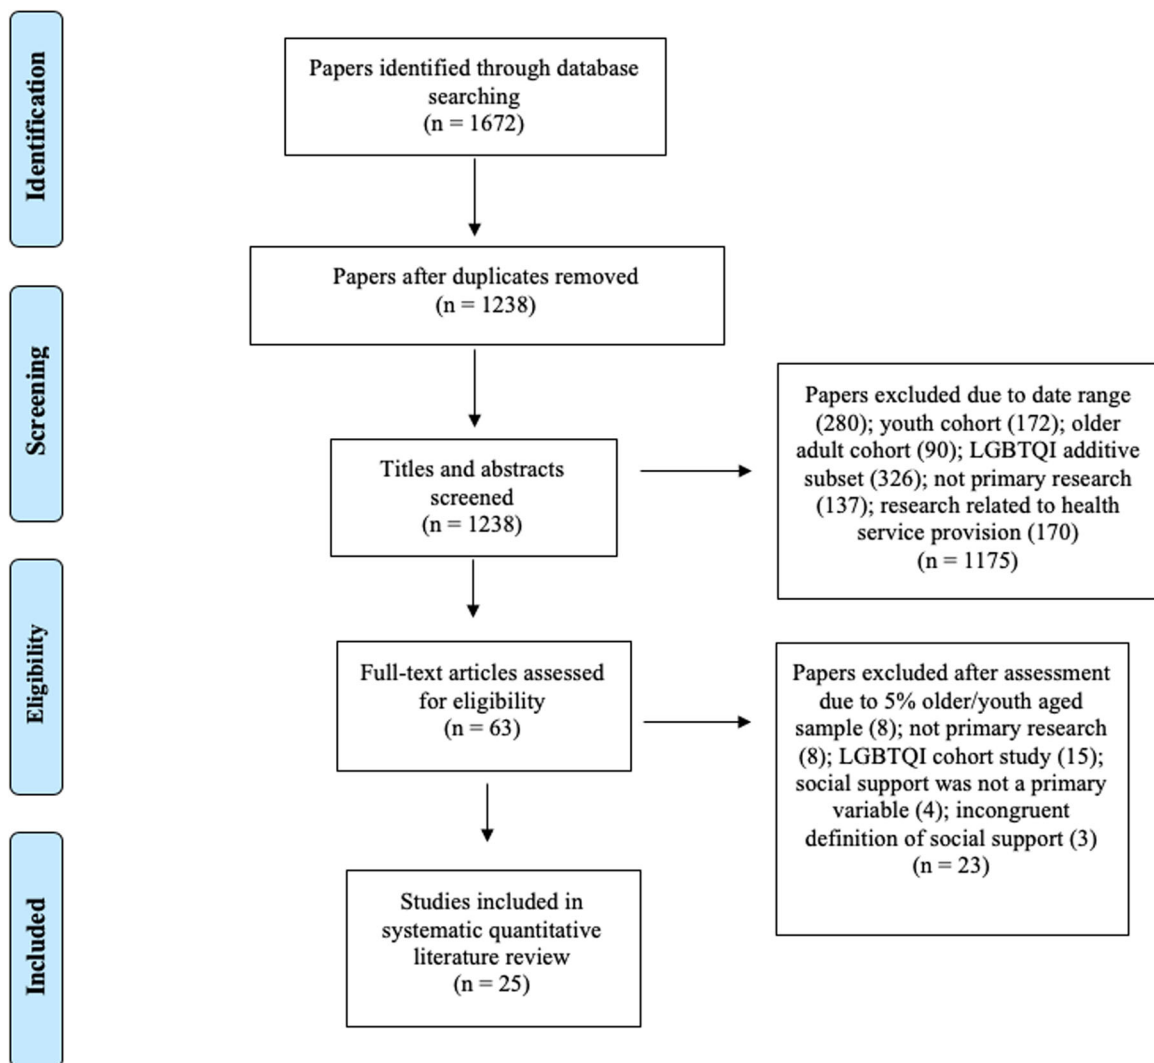 Identification
Papers identified through database
searching
(n = 1672)
Papers after duplicates removed
(n = 1238)
Screening
Titles and abstracts
screened
(n = 1238)
Papers excluded due to date range
(280); youth cohort (172); older
adult cohort (90); LGBTQI additive
subset (326); not primary research
(137); research related to health
service provision (170)
(n = 1175)
Eligibility
Full-text articles assessed
for eligibility
(n = 63)
Papers excluded after assessment
due to 5% older/youth aged
sample (8); not primary research
(8); LGBTQI cohort study (15);
social support was not a primary
variable (4); incongruent
definition of social support (3)
(n = 23)
Included
Studies included in
systematic quantitative
literature review
(n = 25)